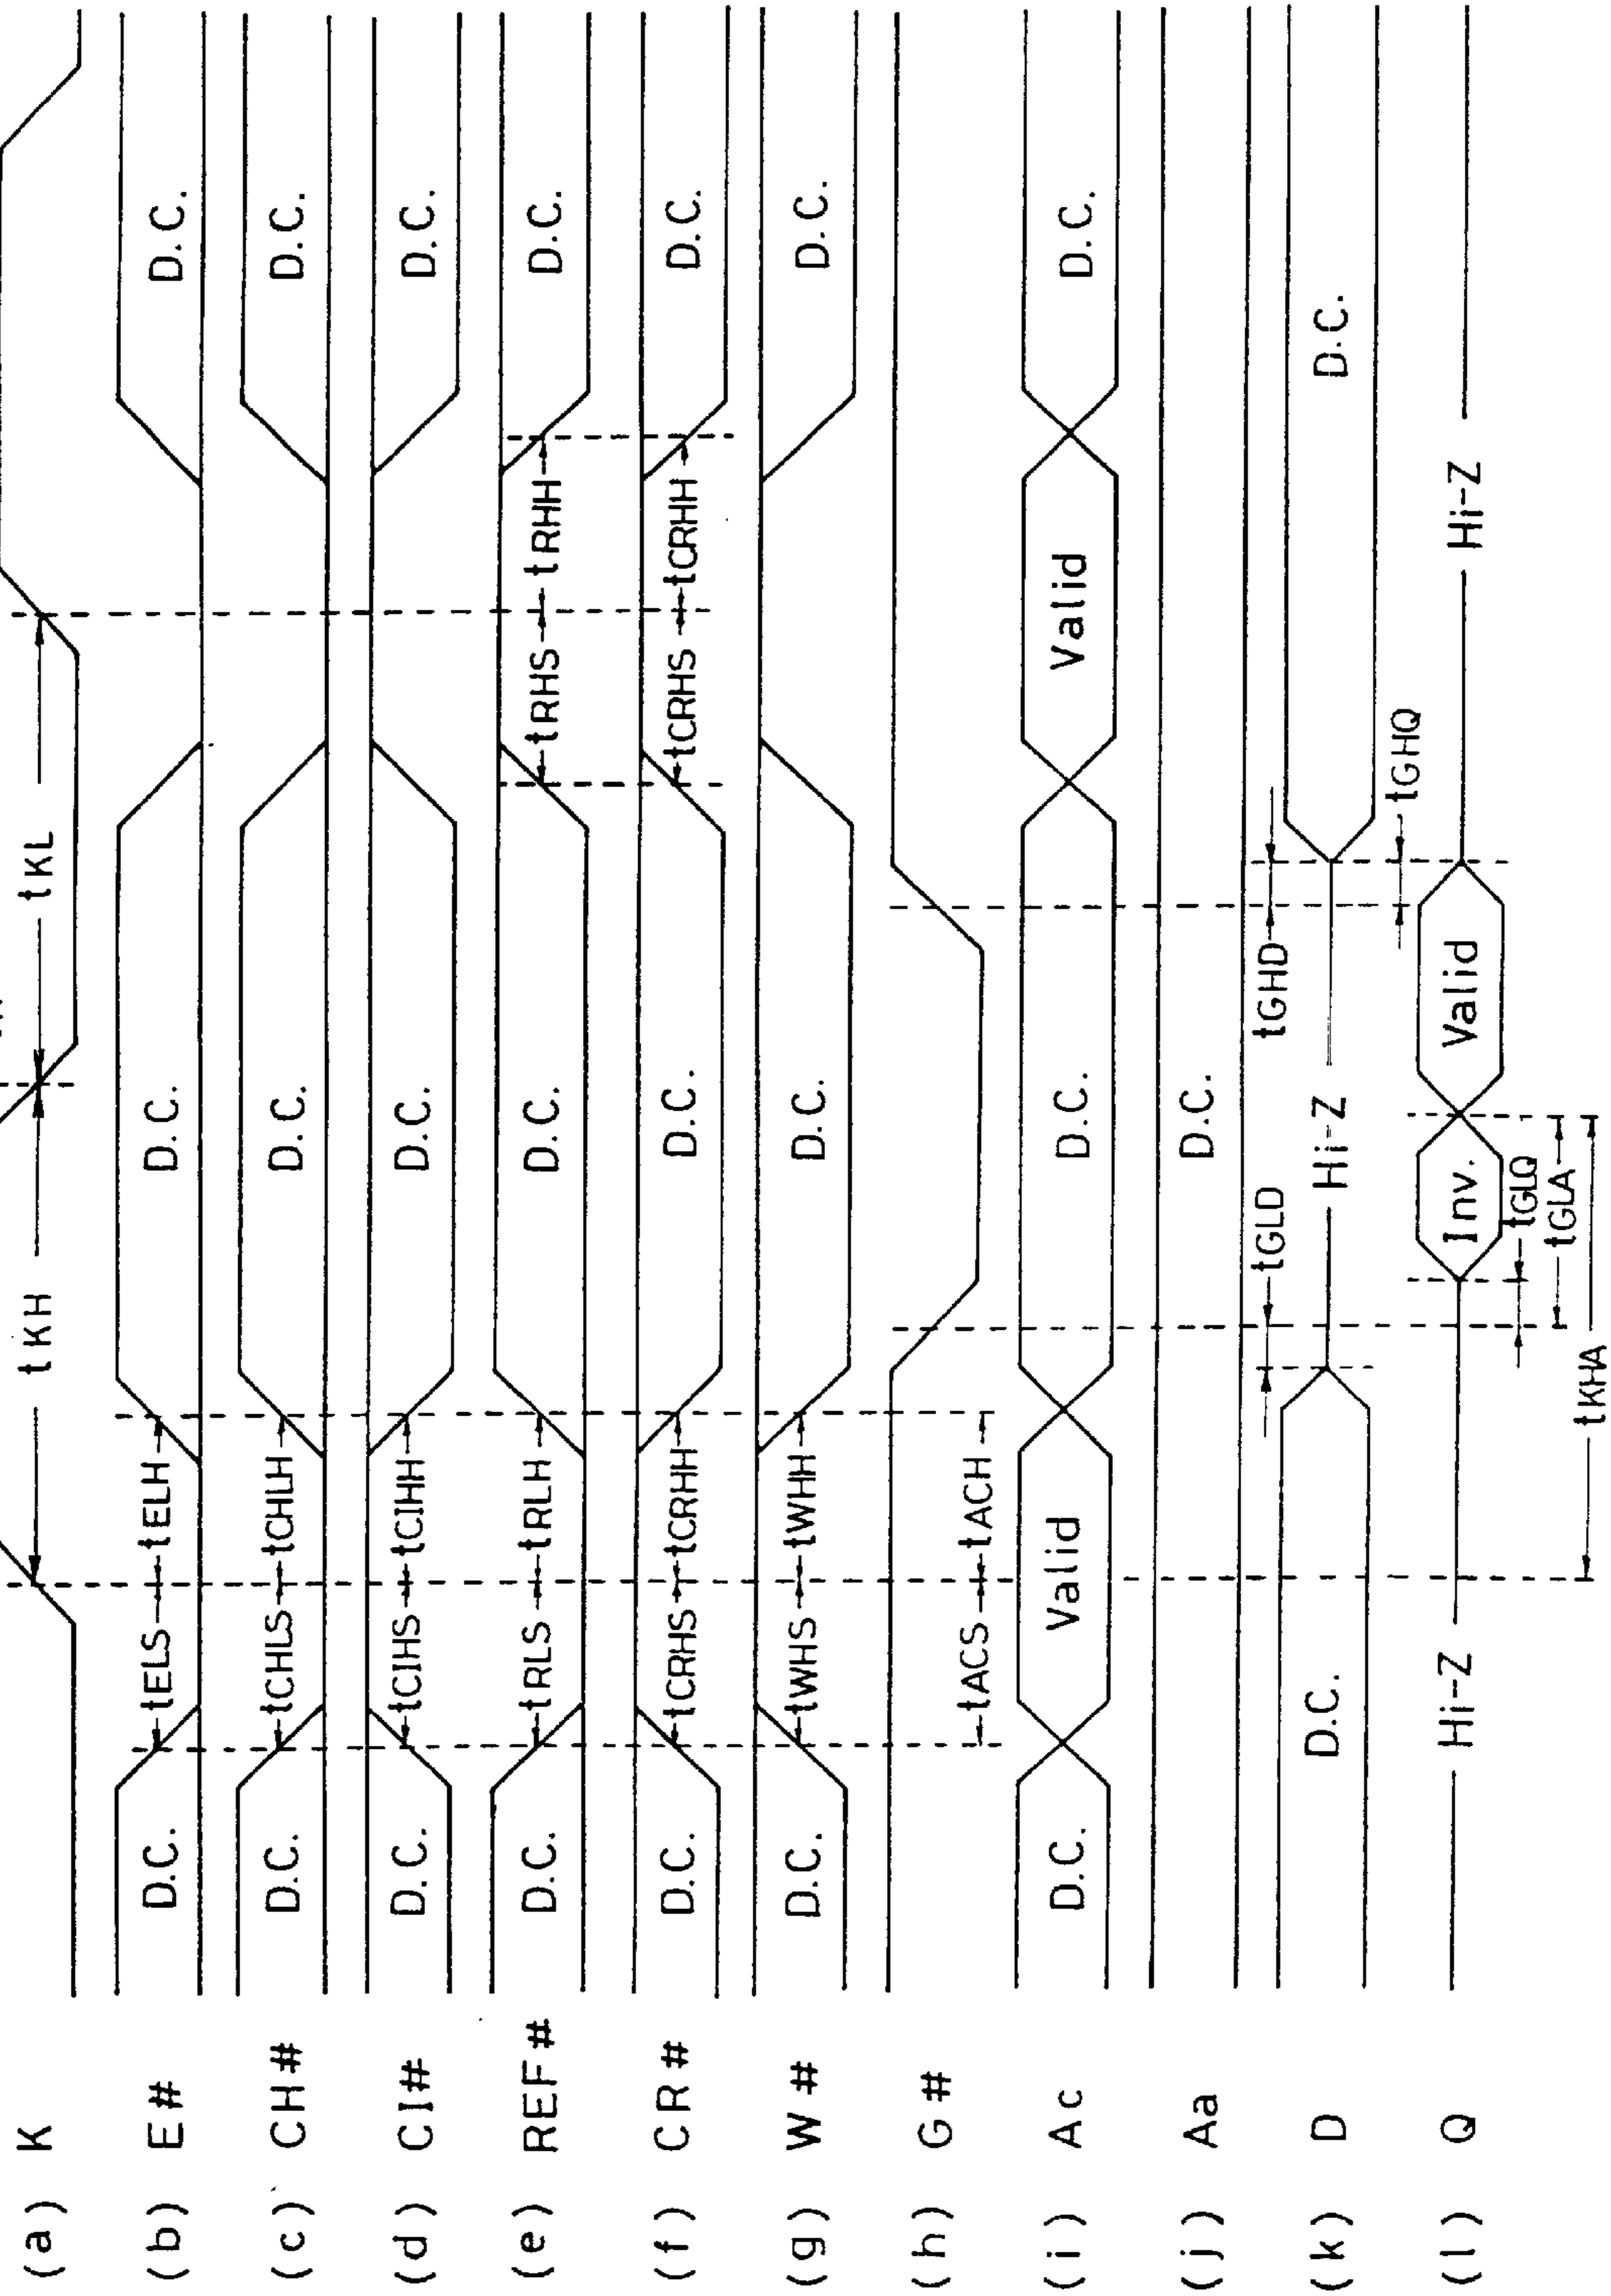 (a) K tKH tKL
(b) E# D.C. tELS tELH D.C. D.C.
(c) CH# D.C. tCHLS tCHLH D.C. D.C.
(d) CI# D.C. tCIHS tCIHH D.C. D.C.
(e) REF# D.C. tRLS tRLH D.C. tRHS tRHH D.C.
(f) CR# D.C. tCRHS tCRHH D.C. tCRHS tCRHH D.C.
(g) W# D.C. tWHS tWHH D.C. D.C.
(h) G#
tACS tACH
(i) Ac D.C. Valid D.C. Valid D.C.
(j) Aa D.C.
tGLD tGHD
(k) D D.C. Hi-Z D.C.
tGHQ
(l) Q Hi-Z Inv. Valid Hi-Z
tGLQ
tGLA
tKHA